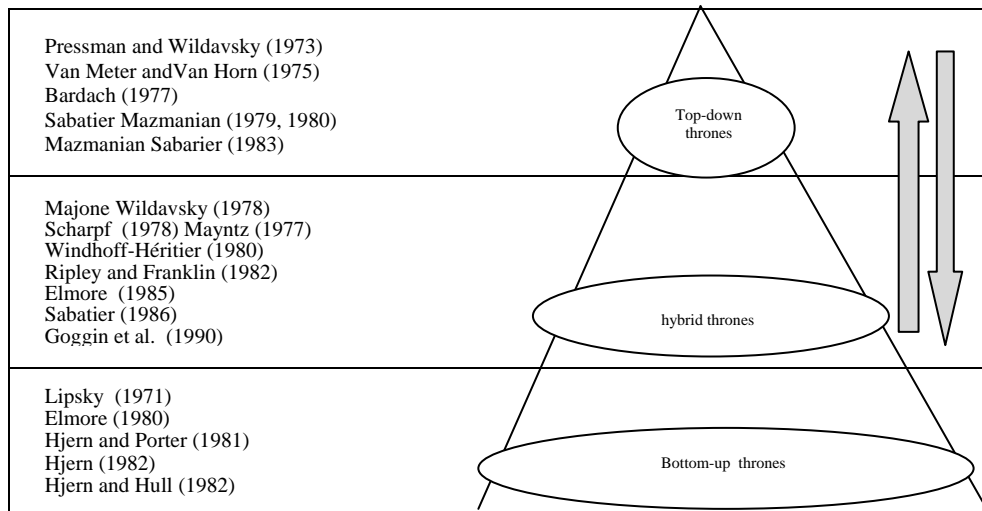 Pressman and Wildavsky (1973)
Van Meter andVan Horn (1975)
Bardach (1977)
Sabatier Mazmanian (1979, 1980)
Mazmanian Sabarier (1983)
Top-down
thrones
Majone Wildavsky (1978)
Scharpf (1978) Mayntz (1977)
Windhoff-Héritier (1980)
Ripley and Franklin (1982)
Elmore (1985)
Sabatier (1986)
Goggin et al. (1990)
hybrid thrones
Lipsky (1971)
Elmore (1980)
Hjern and Porter (1981)
Hjern (1982)
Hjern and Hull (1982)
Bottom-up thrones